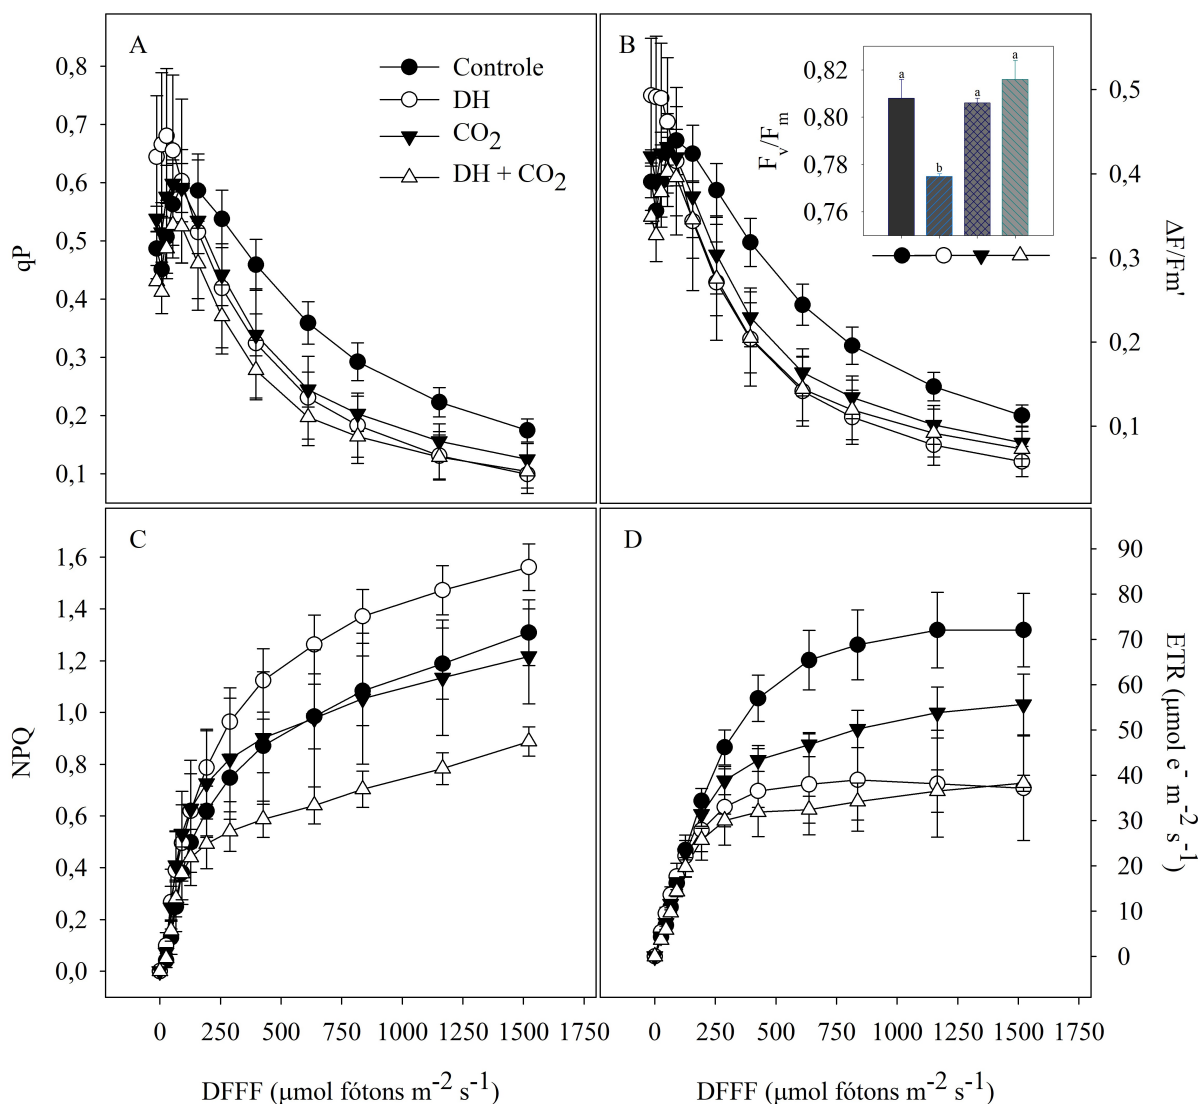 A
Controle
DH
CO2
DH + CO2
0,8
0,7
0,6
0,5
0,4
0,3
0,2
0,1
qP
B
0,82
0,80
0,78
0,76
Fv/Fm
a
b
a
a
0,5
0,4
0,3
0,2
0,1
ΔF/Fm'
C
1,6
1,4
1,2
1,0
0,8
0,6
0,4
0,2
0,0
NPQ
D
90
80
70
60
50
40
30
20
10
0
ETR (µmol e- m-2 s-1)
0 250 500 750 1000 1250 1500 1750
0 250 500 750 1000 1250 1500 1750
DFFF (µmol fótons m-2 s-1)
DFFF (µmol fótons m-2 s-1)